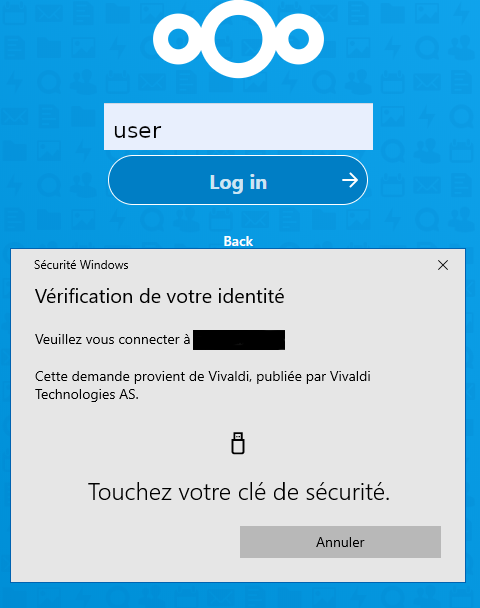 user
Log in
Back
Sécurité Windows
Vérification de votre identité
Veuillez vous connecter à
Cette demande provient de Vivaldi, publiée par Vivaldi
Technologies AS.
Touchez votre clé de sécurité.
Annuler